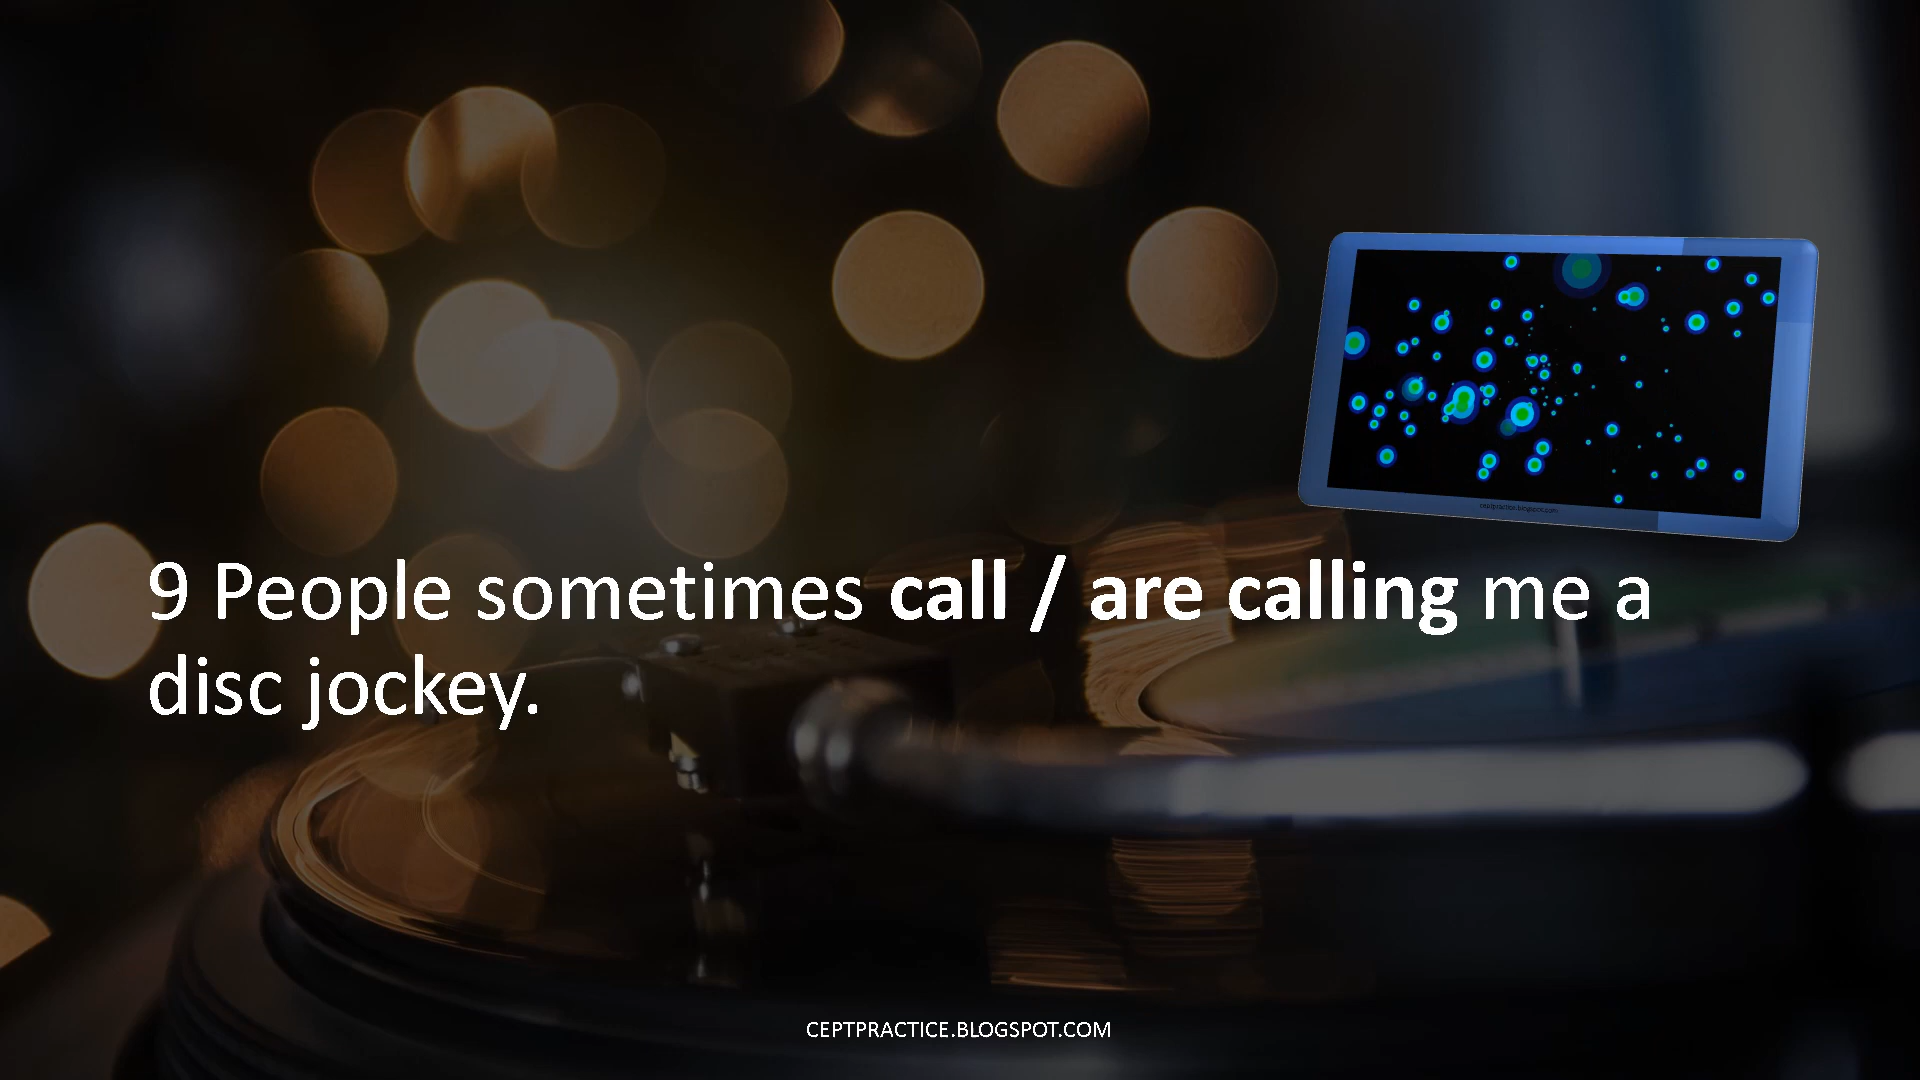 9 People sometimes call / are calling me a
disc jockey.
CEPTPRACTICE.BLOGSPOT.COM